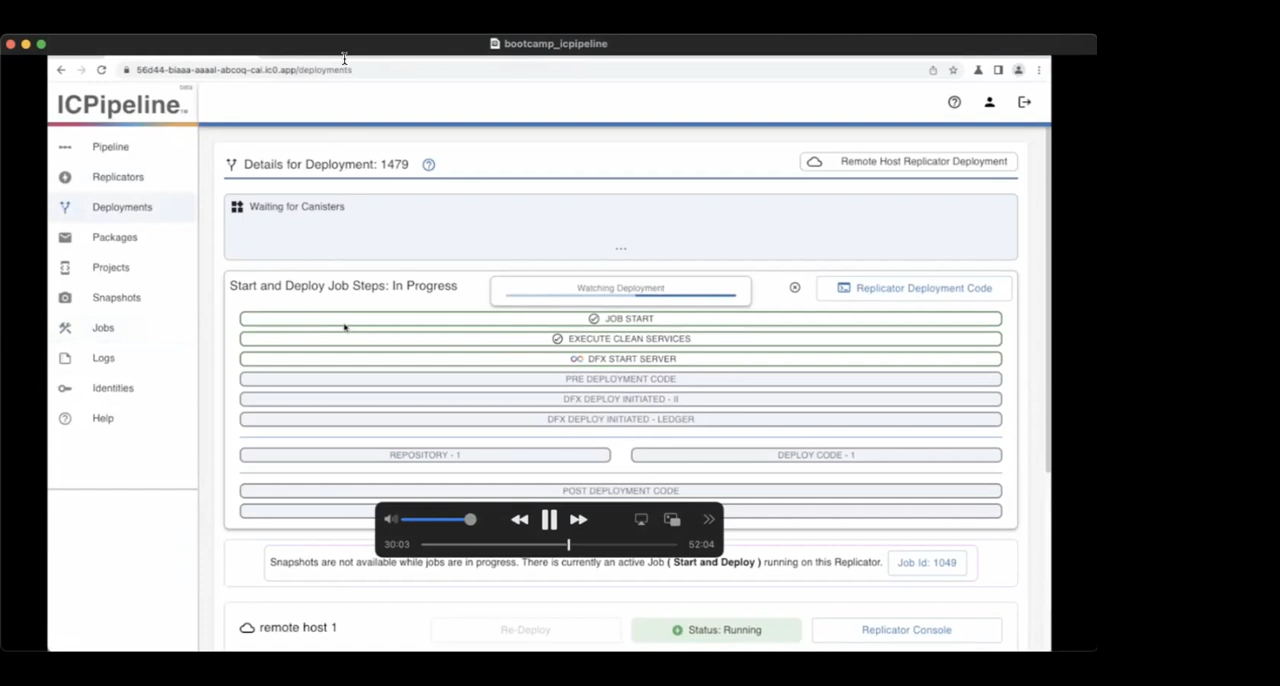 bootcamp_icpipeline
56d44-biaaa-aaaal-abcoq-cai.ic0.app/deployments
BETA
ICPipeline™
Pipeline
Replicators
Deployments
Packages
Projects
Snapshots
Jobs
Logs
Identities
Help
Details for Deployment: 1479
Remote Host Replicator Deployment
Waiting for Canisters
...
Start and Deploy Job Steps: In Progress
Watching Deployment
Replicator Deployment Code
JOB START
EXECUTE CLEAN SERVICES
DFX START SERVER
PRE DEPLOYMENT CODE
DFX DEPLOY INITIATED - II
DFX DEPLOY INITIATED - LEDGER
REPOSITORY - 1
DEPLOY CODE - 1
POST DEPLOYMENT CODE
30:03
52:04
Snapshots are not available while jobs are in progress. There is currently an active Job ( Start and Deploy ) running on this Replicator.
Job Id: 1049
remote host 1
Re-Deploy
Status: Running
Replicator Console